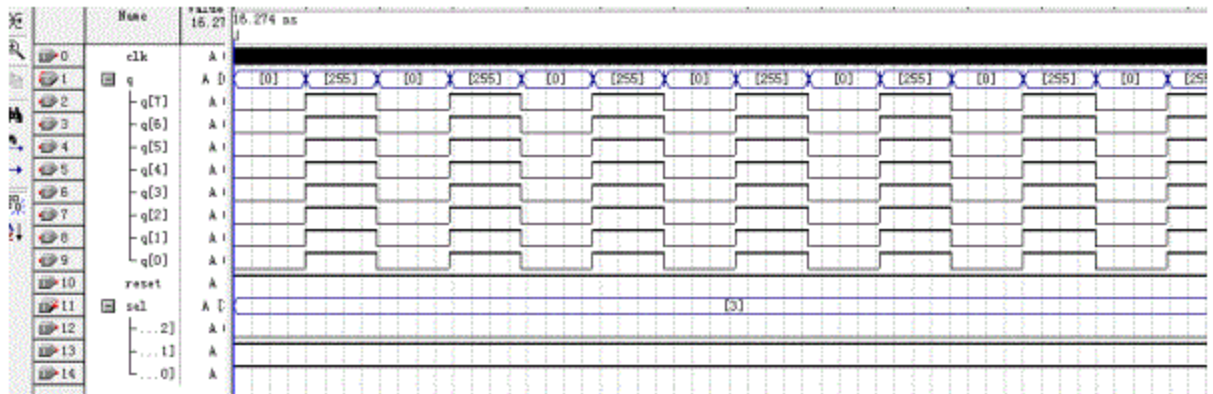 Name 16.27 16.274 ns
0 clk A
1 q A [0] [255] [0] [255] [0] [255] [0] [255] [0] [255] [0] [255] [0]
2 q[7] A
3 q[6] A
4 q[5] A
5 q[4] A
6 q[3] A
7 q[2] A
8 q[1] A
9 q[0] A
10 reset A
11 sel A [3]
12 ...2] A
13 ...1] A
14 ...0] A